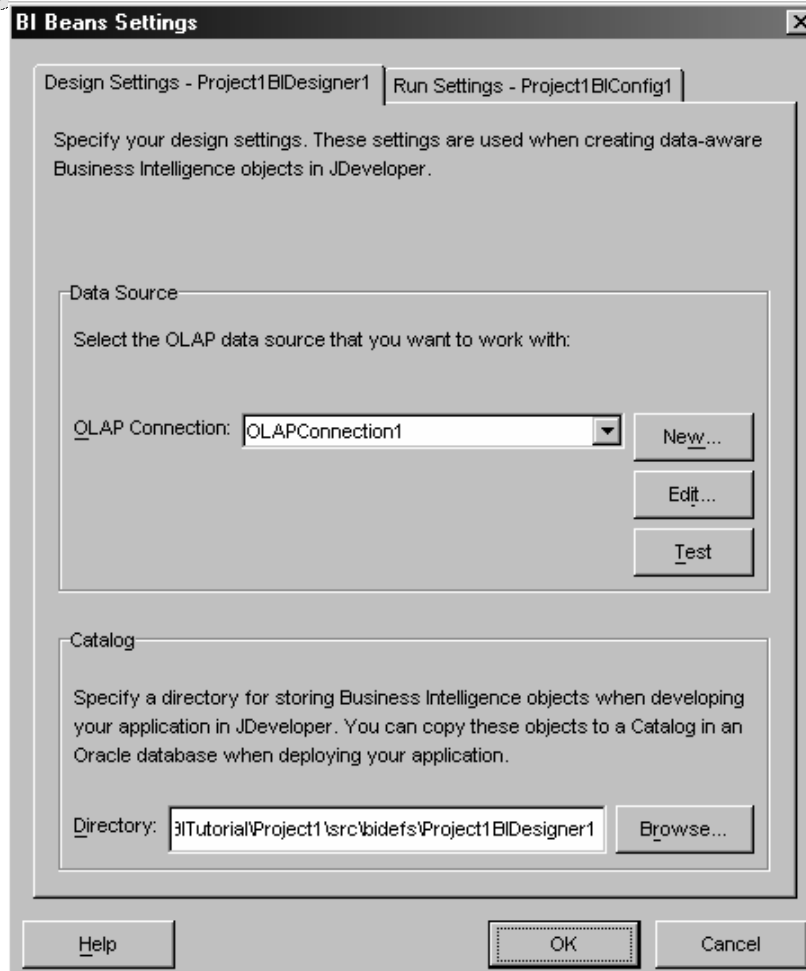 BI Beans Settings
Design Settings - Project1BIDesigner1
Run Settings - Project1BIConfig1
Specify your design settings. These settings are used when creating data-aware
Business Intelligence objects in JDeveloper.
Data Source
Select the OLAP data source that you want to work with:
OLAP Connection:
OLAPConnection1
New...
Edit...
Test
Catalog
Specify a directory for storing Business Intelligence objects when developing
your application in JDeveloper. You can copy these objects to a Catalog in an
Oracle database when deploying your application.
Directory:
BITutorial\Project1\src\bidefs\Project1BIDesigner1
Browse...
Help
OK
Cancel